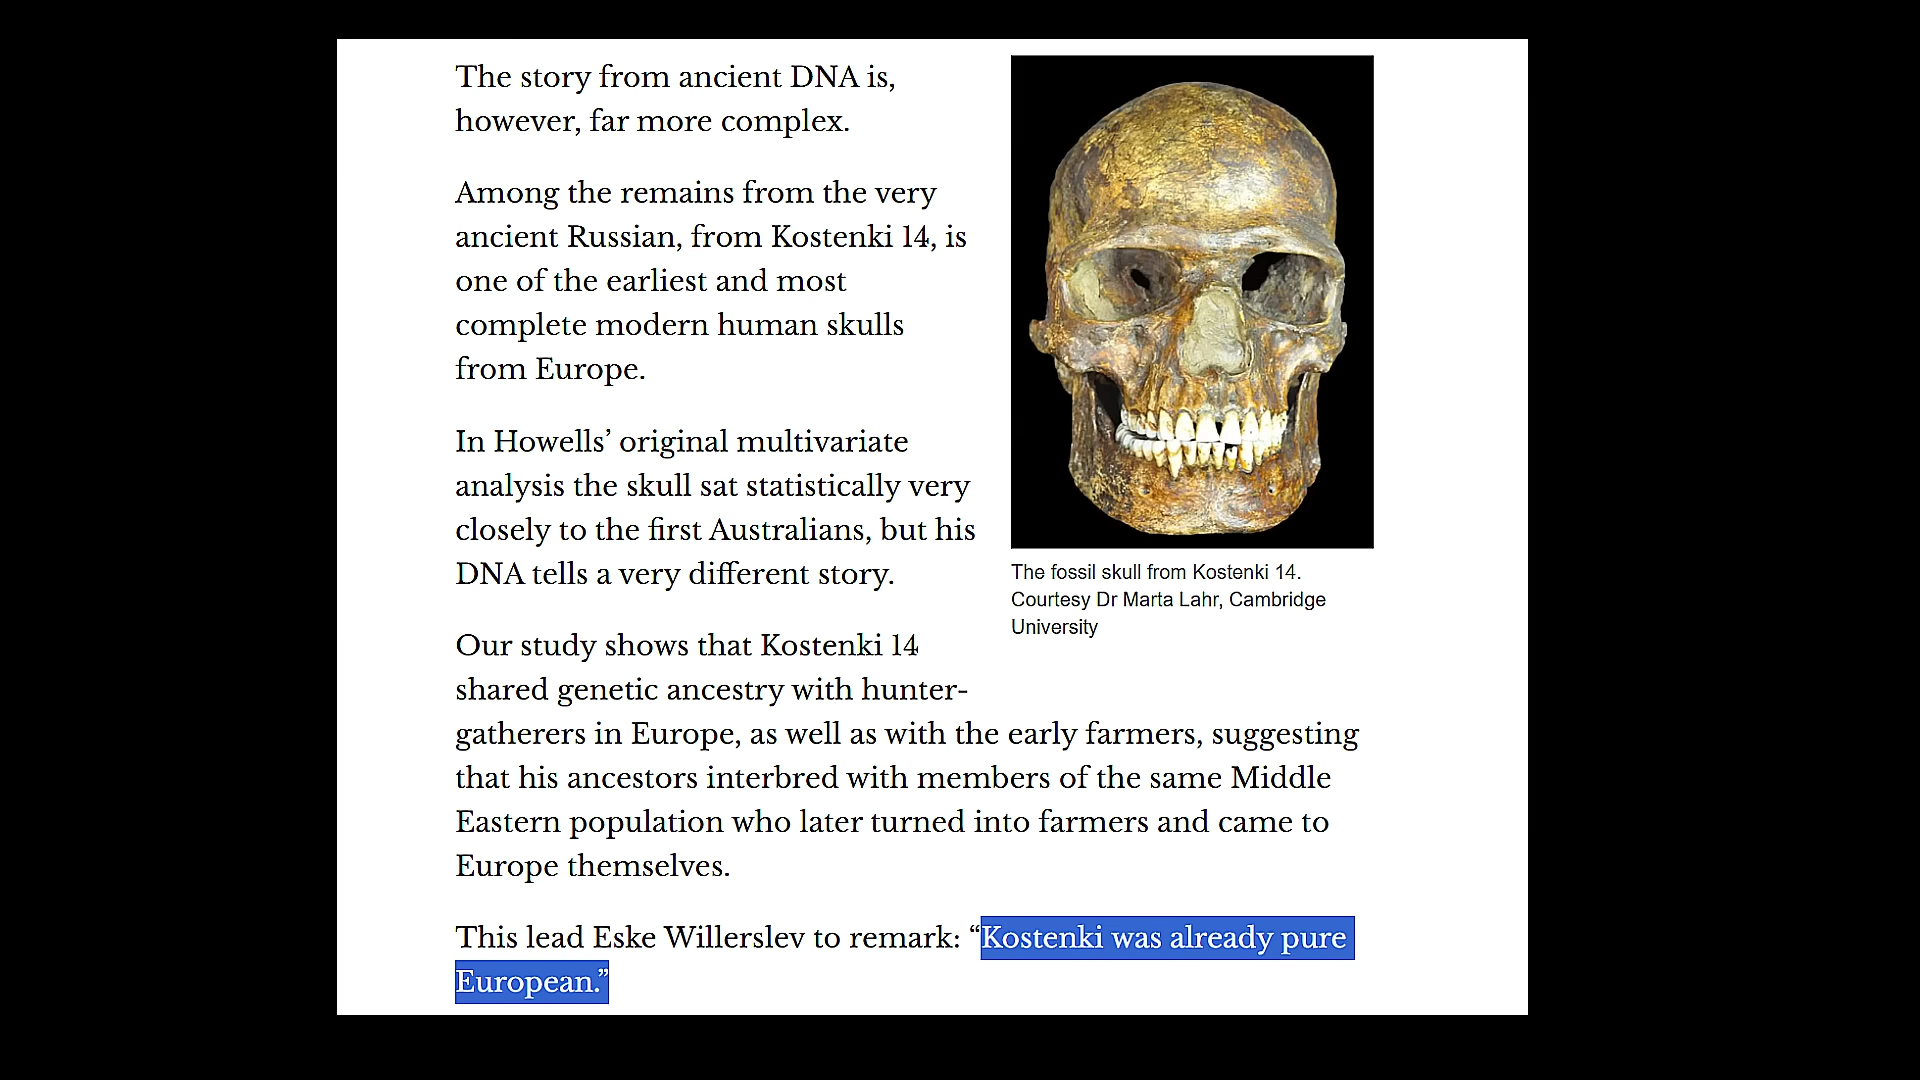 The story from ancient DNA is,
however, far more complex.
Among the remains from the very
ancient Russian, from Kostenki 14, is
one of the earliest and most
complete modern human skulls
from Europe.
In Howells’ original multivariate
analysis the skull sat statistically very
closely to the first Australians, but his
DNA tells a very different story.
The fossil skull from Kostenki 14.
Courtesy Dr Marta Lahr, Cambridge
University
Our study shows that Kostenki 14
shared genetic ancestry with hunter-
gatherers in Europe, as well as with the early farmers, suggesting
that his ancestors interbred with members of the same Middle
Eastern population who later turned into farmers and came to
Europe themselves.
This lead Eske Willerslev to remark: “Kostenki was already pure
European.”